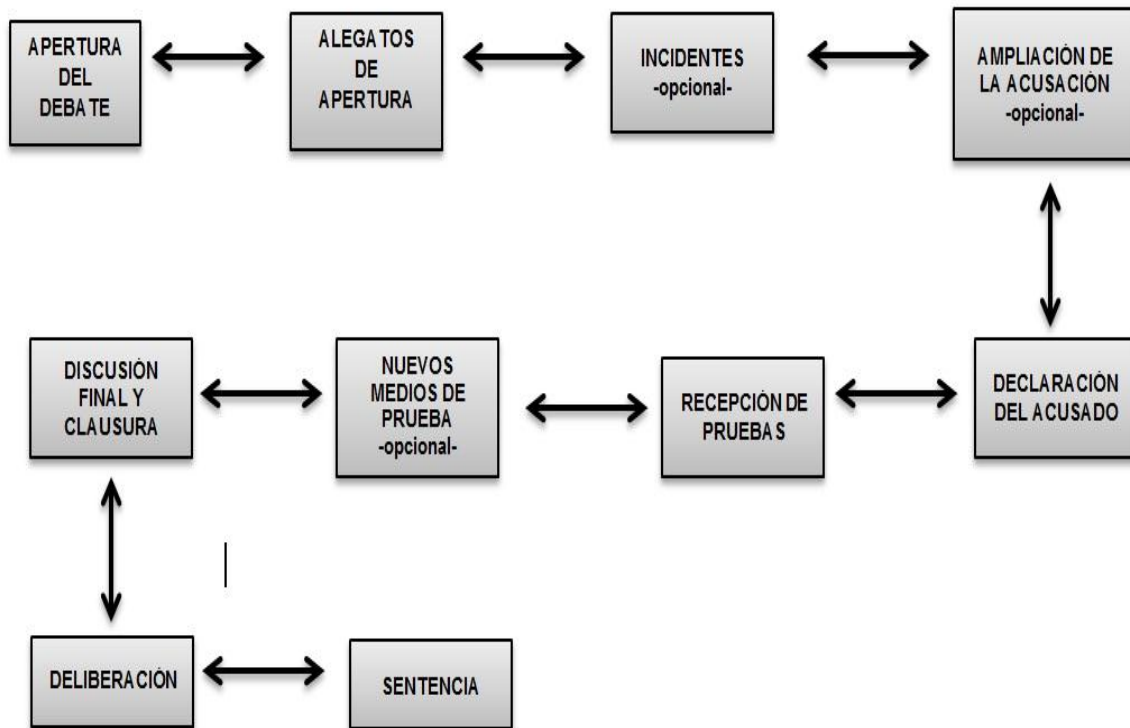 APERTURA
DEL
DEBATE
ALEGATOS
DE
APERTURA
INCIDENTES
-opcional-
AMPLIACIÓN DE
LA ACUSACIÓN
-opcional-
DECLARACIÓN
DEL ACUSADO
RECEPCIÓN DE
PRUEBAS
NUEVOS
MEDIOS DE
PRUEBA
-opcional-
DISCUSIÓN
FINAL Y
CLAUSURA
DELIBERACIÓN
SENTENCIA